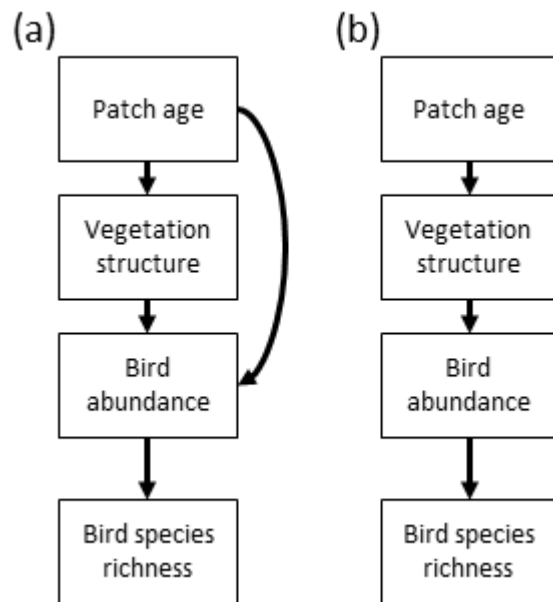 (a)
Patch age
Vegetation
structure
Bird
abundance
Bird species
richness
(b)
Patch age
Vegetation
structure
Bird
abundance
Bird species
richness